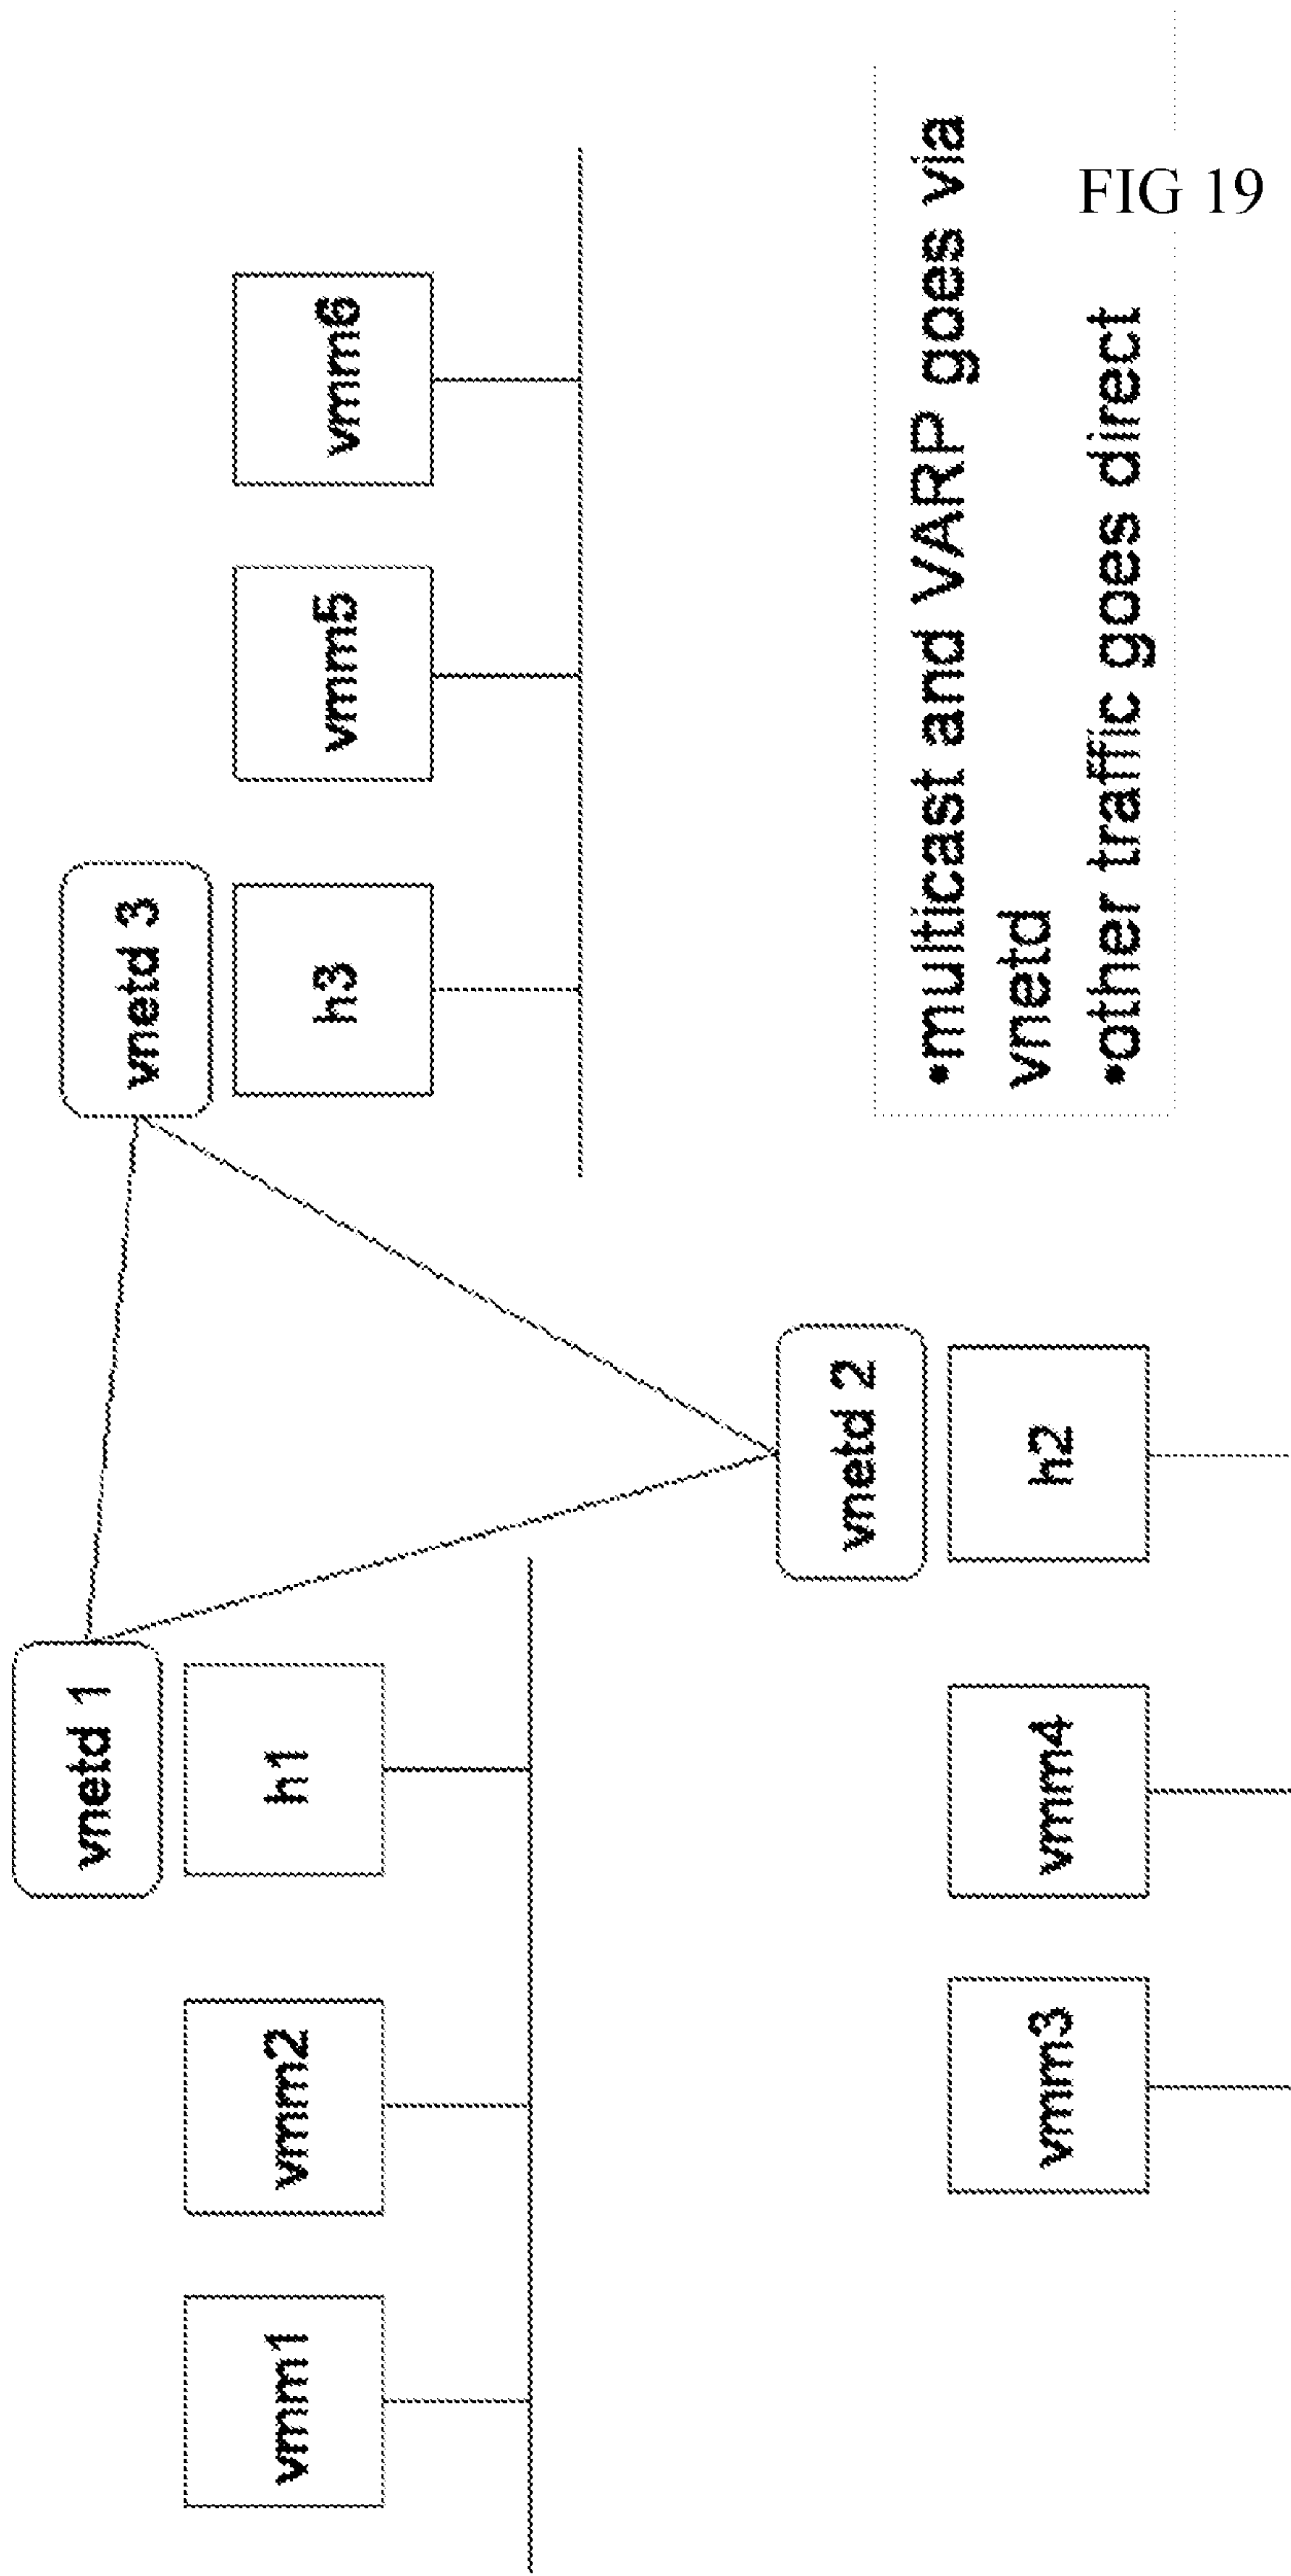 vnetd 1
vnetd 3
vmm1
vmm2
h1
h3
vmm5
vmm6
vnetd 2
vmm3
vmm4
h2
•multicast and VARP goes via
vnetd
•other traffic goes direct
FIG 19